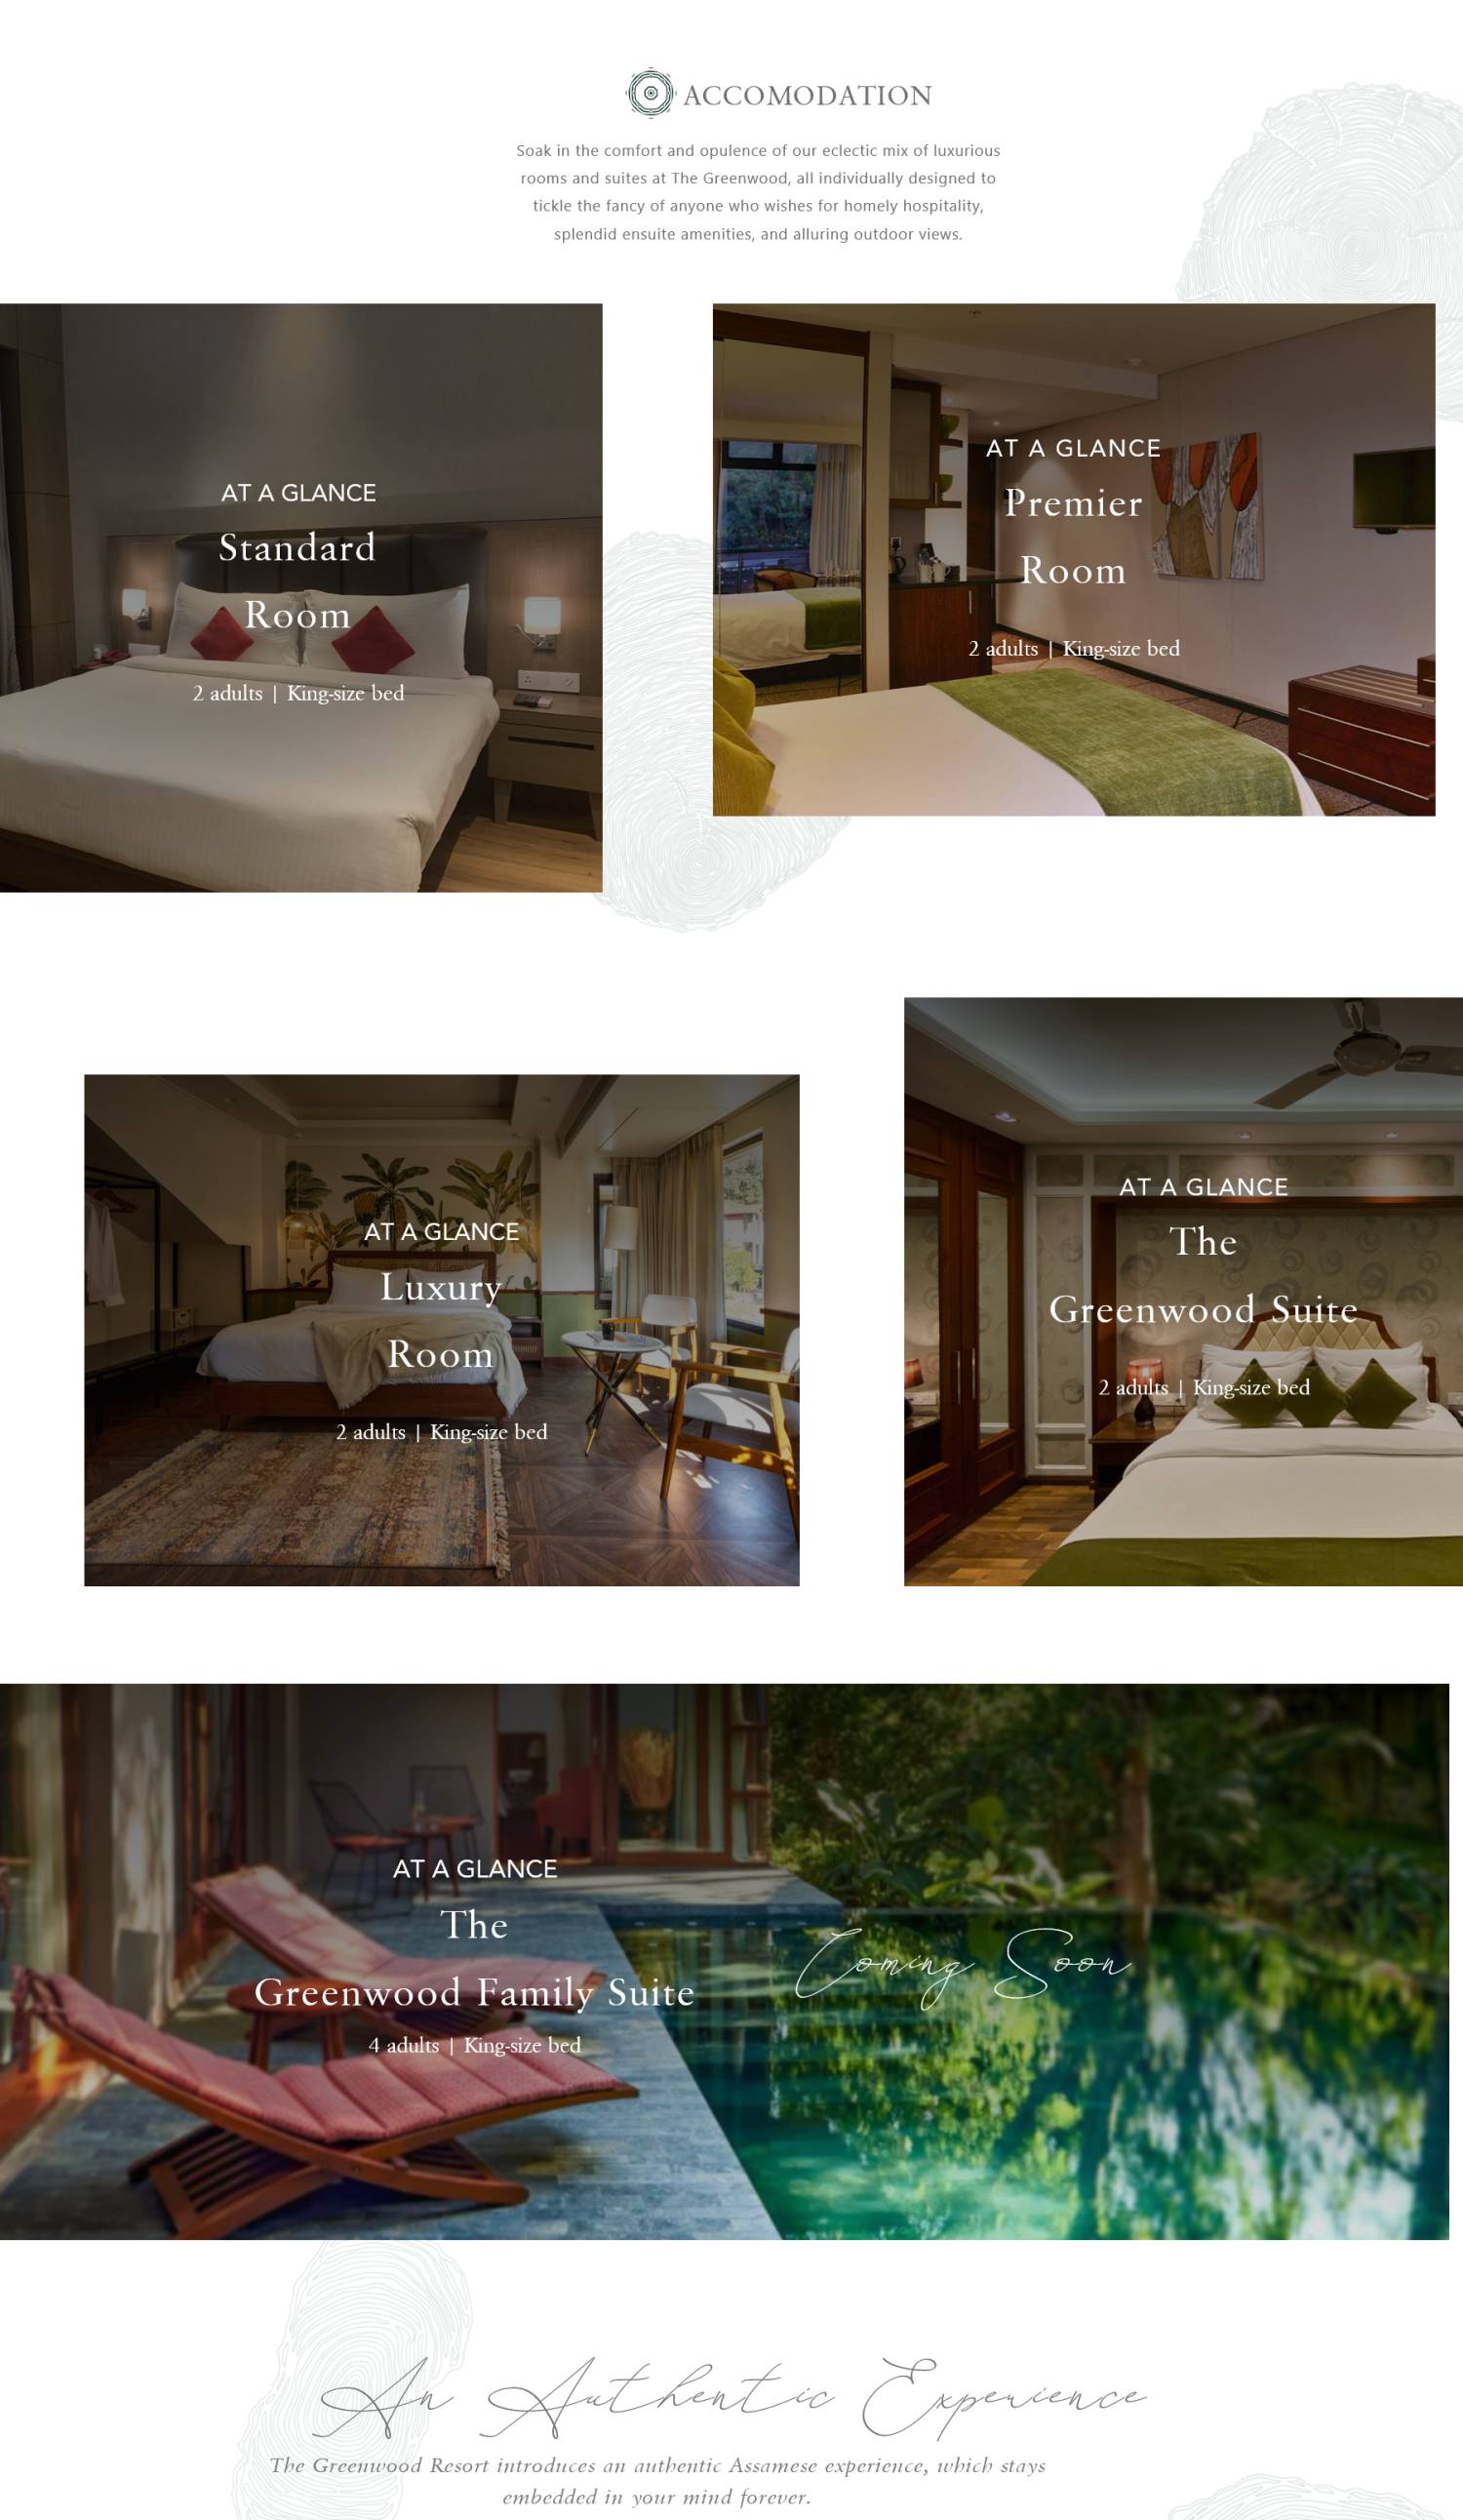 ACCOMODATION
Soak in the comfort and opulence of our eclectic mix of luxurious
rooms and suites at The Greenwood, all individually designed to
tickle the fancy of anyone who wishes for homely hospitality,
splendid ensuite amenities, and alluring outdoor views.
AT A GLANCE
Standard
Room
2 adults | King-size bed
AT A GLANCE
Premier
Room
2 adults | King-size bed
AT A GLANCE
Luxury
Room
2 adults | King-size bed
AT A GLANCE
The
Greenwood Suite
2 adults | King-size bed
AT A GLANCE
The
Greenwood Family Suite
4 adults | King-size bed
Coming Soon
An Authentic Experience
The Greenwood Resort introduces an authentic Assamese experience, which stays
embedded in your mind forever.